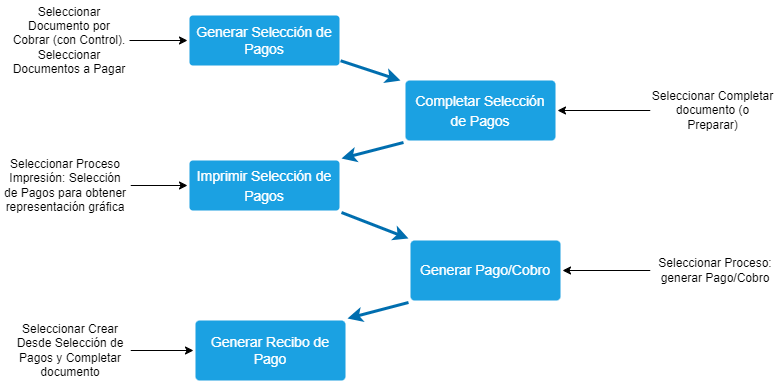 Seleccionar
Documento por
Cobrar (con Control).
Seleccionar
Documentos a Pagar
Generar Selección de
Pagos
Completar Selección
de Pagos
Seleccionar Completar
documento (o
Preparar)
Seleccionar Proceso
Impresión: Selección
de Pagos para obtener
representación gráfica
Imprimir Selección de
Pagos
Generar Pago/Cobro
Seleccionar Proceso:
generar Pago/Cobro
Seleccionar Crear
Desde Selección de
Pagos y Completar
documento
Generar Recibo de
Pago